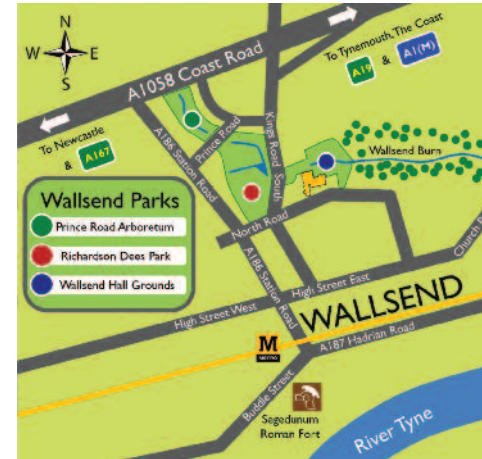 N
W E
S
A1058 Coast Road
To Tynemouth, The Coast
A19 & A1(M)
To Newcastle
& A167
A186 Station Road
Prince Road
Kings Road South
Wallsend Burn
Wallsend Parks
Prince Road Arboretum
Richardson Dees Park
Wallsend Hall Grounds
North Road
A186 Station Road
High Street West
High Street East
Church
WALLSEND
M
METRO
A187 Hadrian Road
Buddle Street
Segedunum
Roman Fort
River Tyne